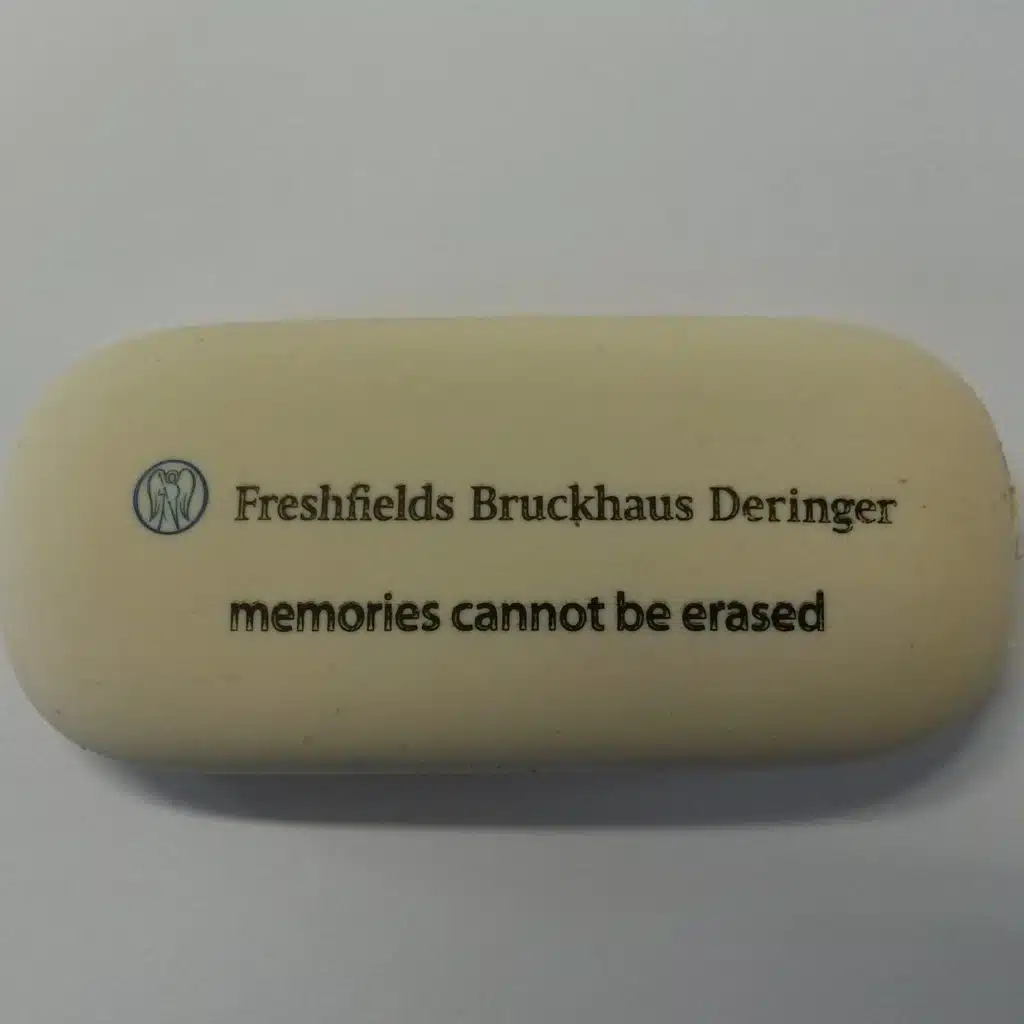 Freshfields Bruckhaus Deringer
memories cannot be erased